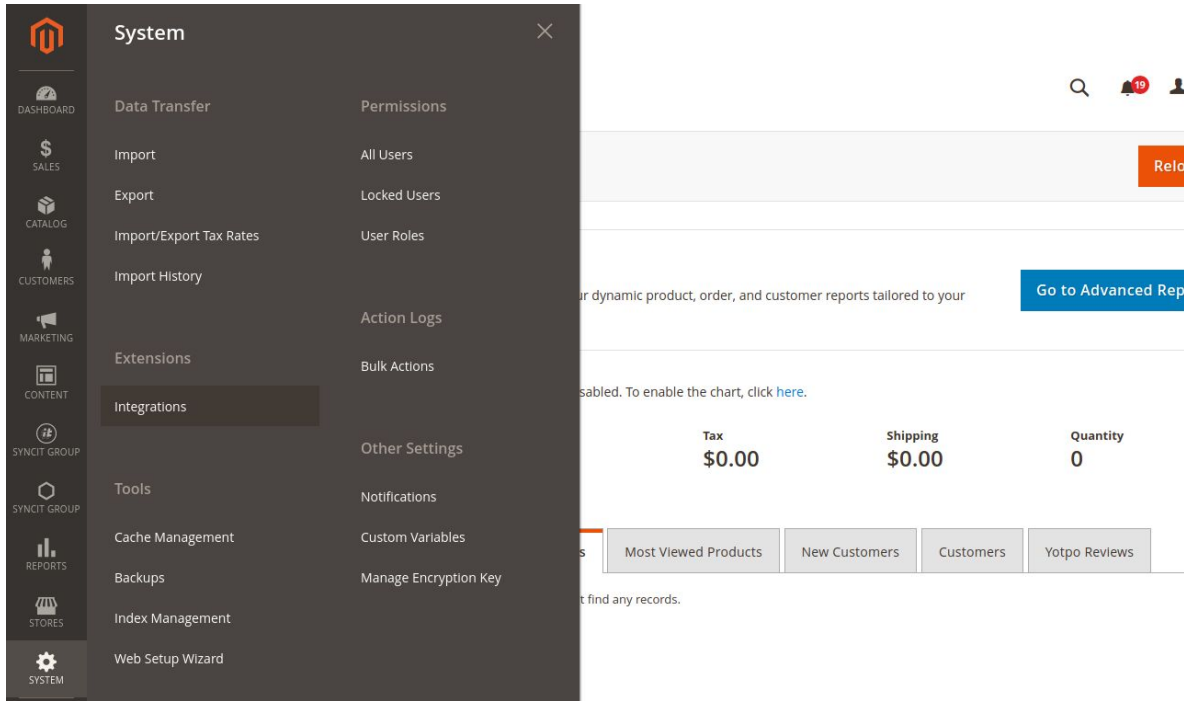 System
DASHBOARD
SALES
CATALOG
CUSTOMERS
MARKETING
CONTENT
SYNCIT GROUP
SYNCIT GROUP
REPORTS
STORES
SYSTEM
Data Transfer
Import
Export
Import/Export Tax Rates
Import History
Extensions
Integrations
Tools
Cache Management
Backups
Index Management
Web Setup Wizard
Permissions
All Users
Locked Users
User Roles
Action Logs
Bulk Actions
Other Settings
Notifications
Custom Variables
Manage Encryption Key
19
Relo
ur dynamic product, order, and customer reports tailored to your
Go to Advanced Rep
sabled. To enable the chart, click here.
Tax
$0.00
Shipping
$0.00
Quantity
0
s
Most Viewed Products
New Customers
Customers
Yotpo Reviews
t find any records.